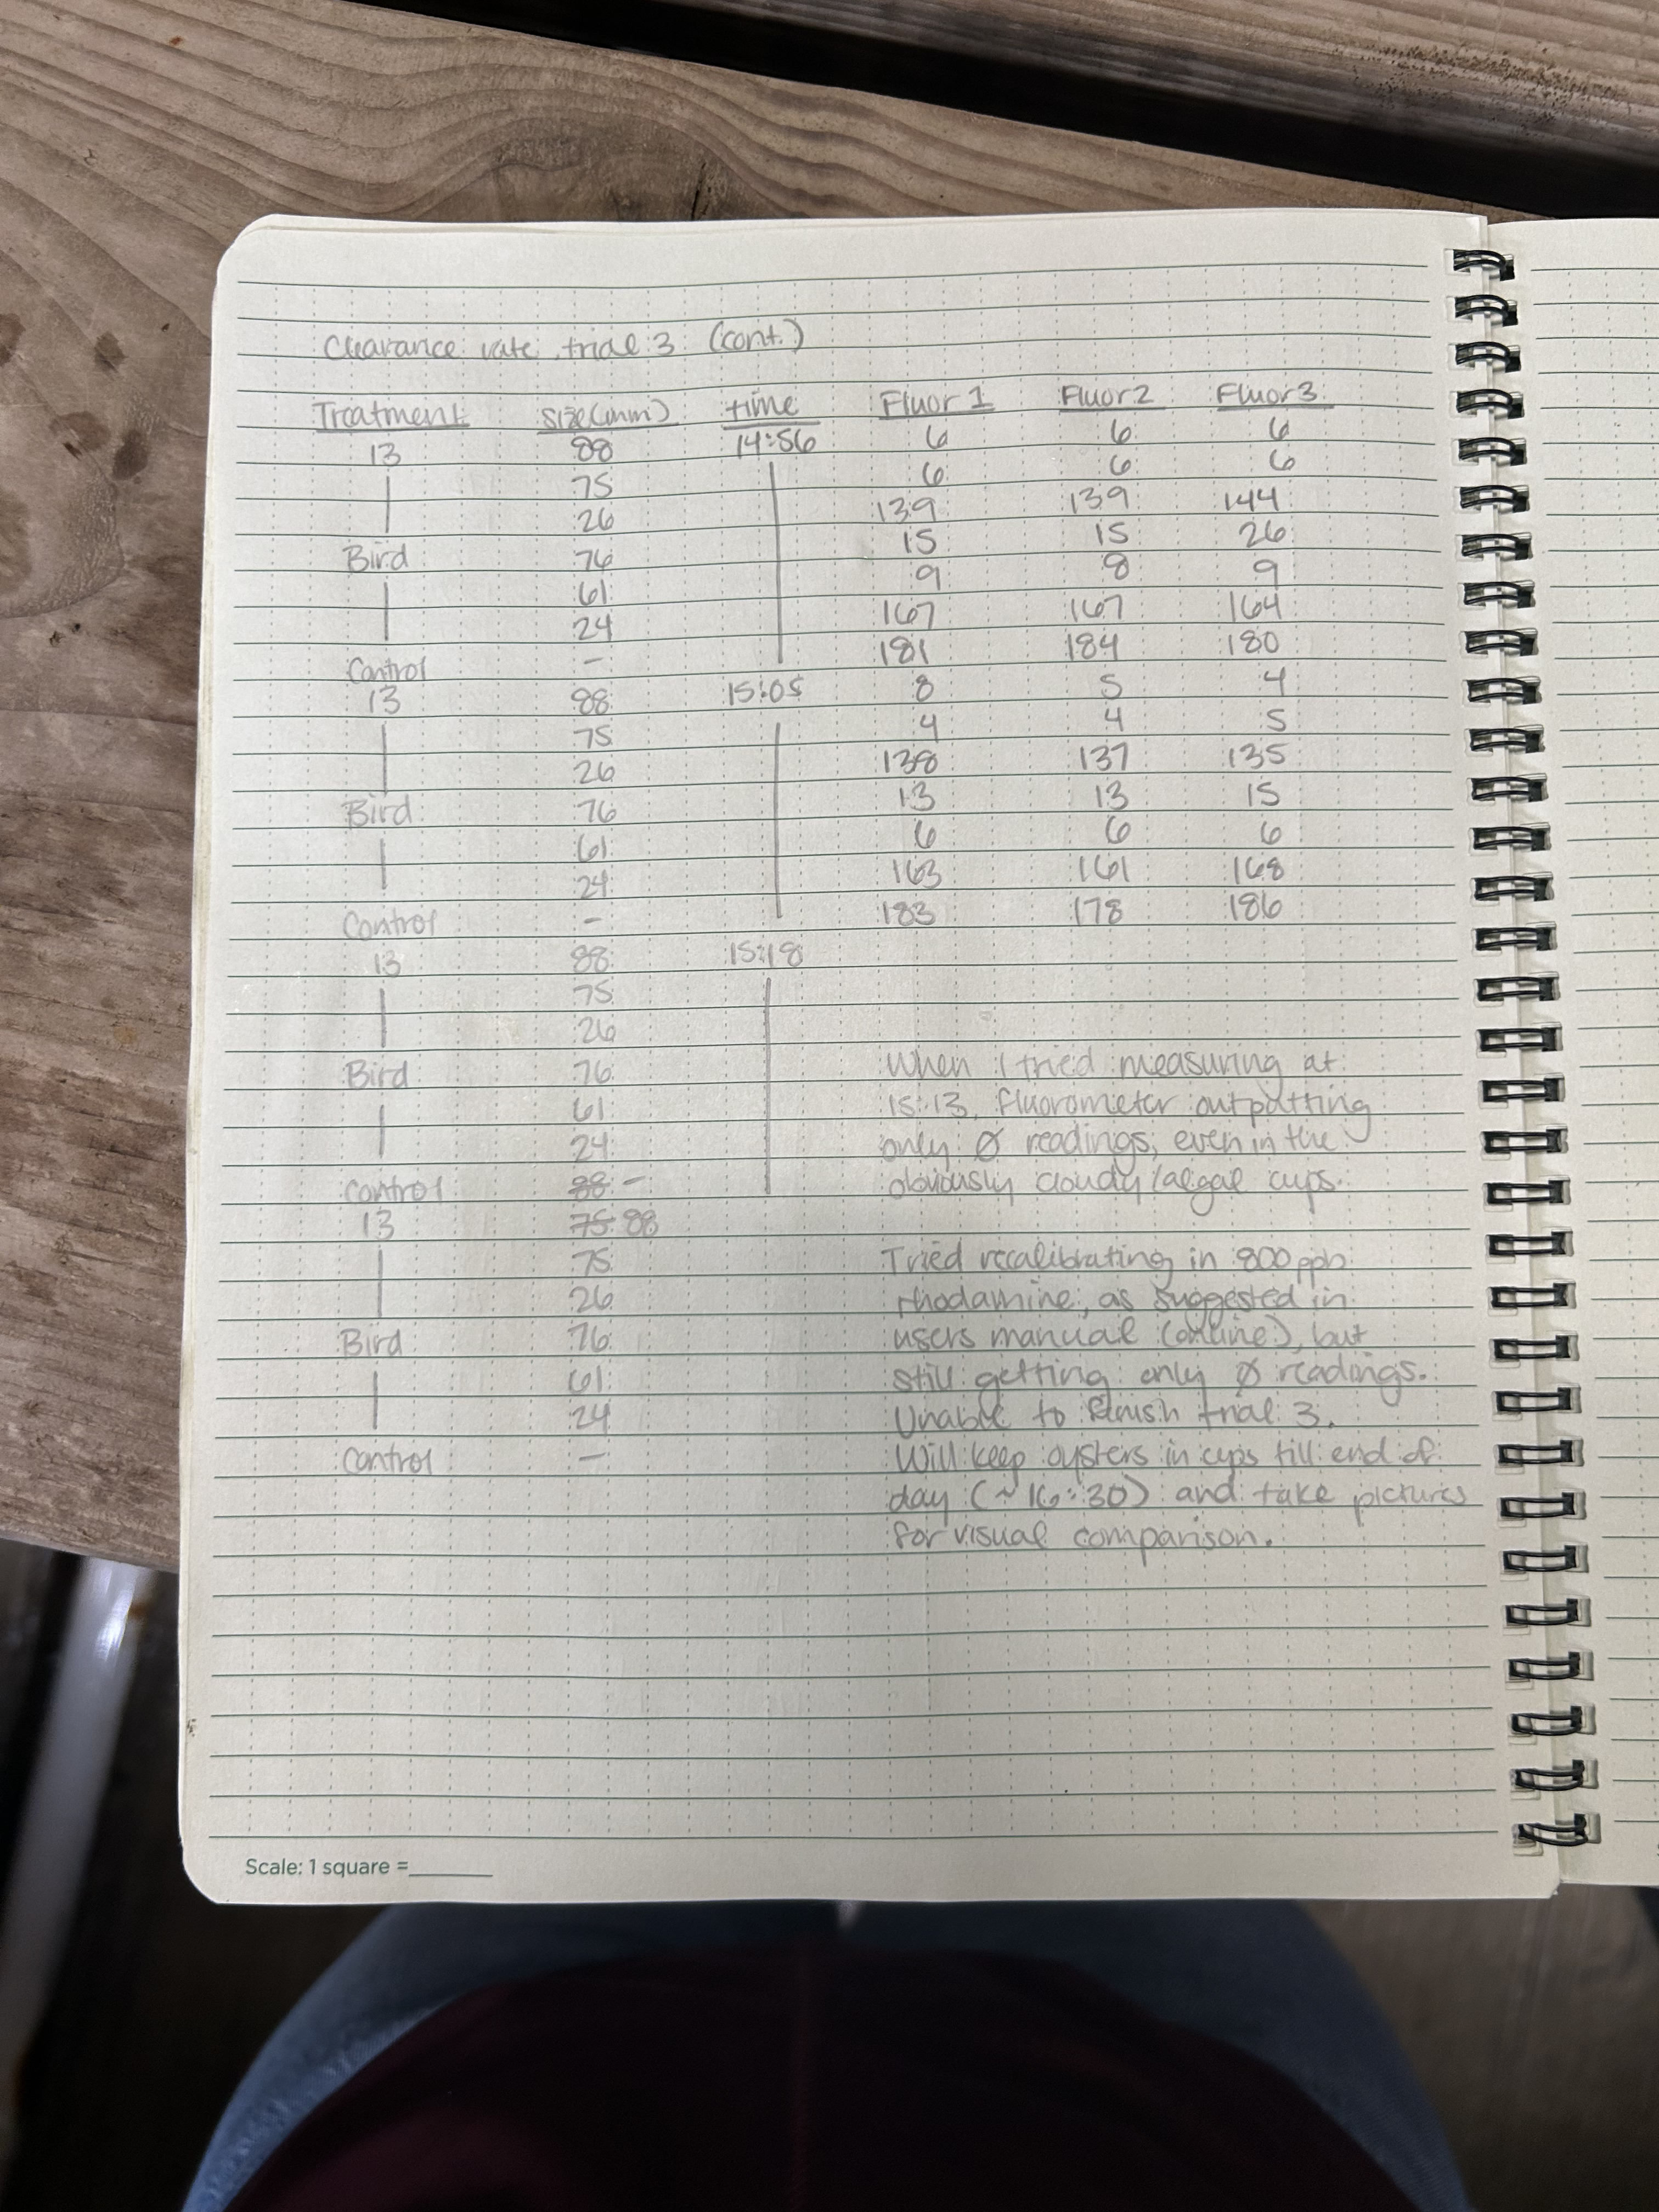 Clearance rate trial 3 (cont.)
Treatment size(mm) time Fluor 1 Fluor 2 Fluor 3
13 88 14:56 6 6 6
75 6 6 6
26 139 139 144
Bird 76 15 15 26
61 9 8 9
24 167 167 164
Control - 181 184 180
13 88 15:05 8 5 4
75 4 4 5
26 138 137 135
Bird 76 13 13 15
61 6 6 6
24 163 161 168
Control - 183 178 186
13 88 15:18
75
26
Bird 76 When I tried measuring at
61 15:13, fluorometer outputting
24 only Ø readings, even in the
Control 88 - obviously cloudy/algae cups.
13 75 88
75 Tried recalibrating in 800 ppb
26 rhodamine, as suggested in
Bird 76 users manual (online), but
61 still getting only Ø readings.
24 Unable to finish trial 3.
Control - Will keep oysters in cups till end of
day (~16:30) and take pictures
for visual comparison.
Scale: 1 square =